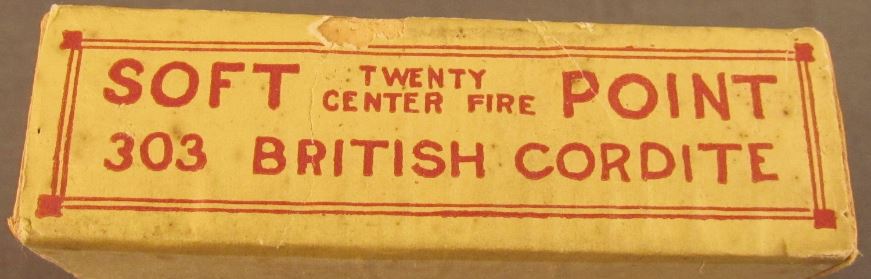 SOFT TWENTY CENTER FIRE POINT
303 BRITISH CORDITE